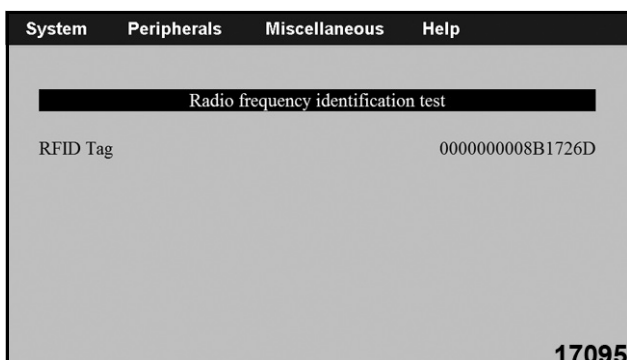 System Peripherals Miscellaneous Help
Radio frequency identification test
RFID Tag 0000000008B1726D
17095